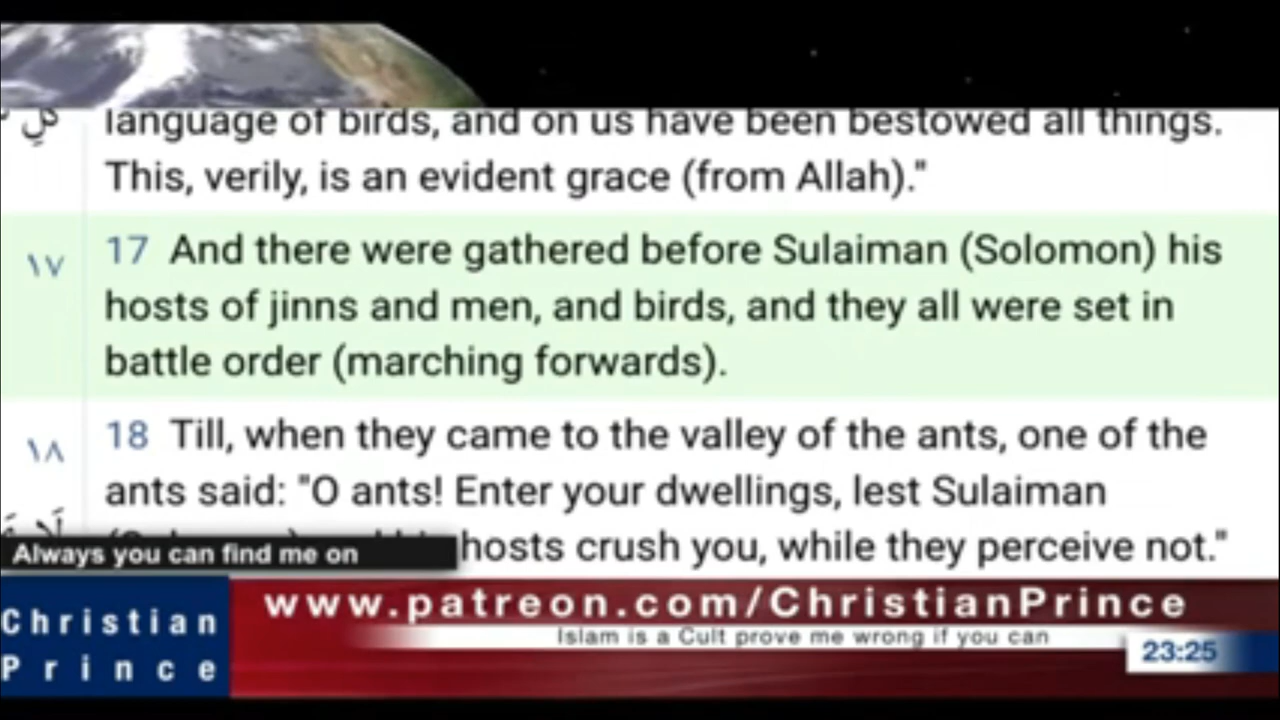 language of birds, and on us have been bestowed all things.
This, verily, is an evident grace (from Allah)."
١٧
17 And there were gathered before Sulaiman (Solomon) his
hosts of jinns and men, and birds, and they all were set in
battle order (marching forwards).
١٨
18 Till, when they came to the valley of the ants, one of the
ants said: "O ants! Enter your dwellings, lest Sulaiman
hosts crush you, while they perceive not."
Always you can find me on
Christian
Prince
www.patreon.com/ChristianPrince
Islam is a Cult prove me wrong if you can
23:25